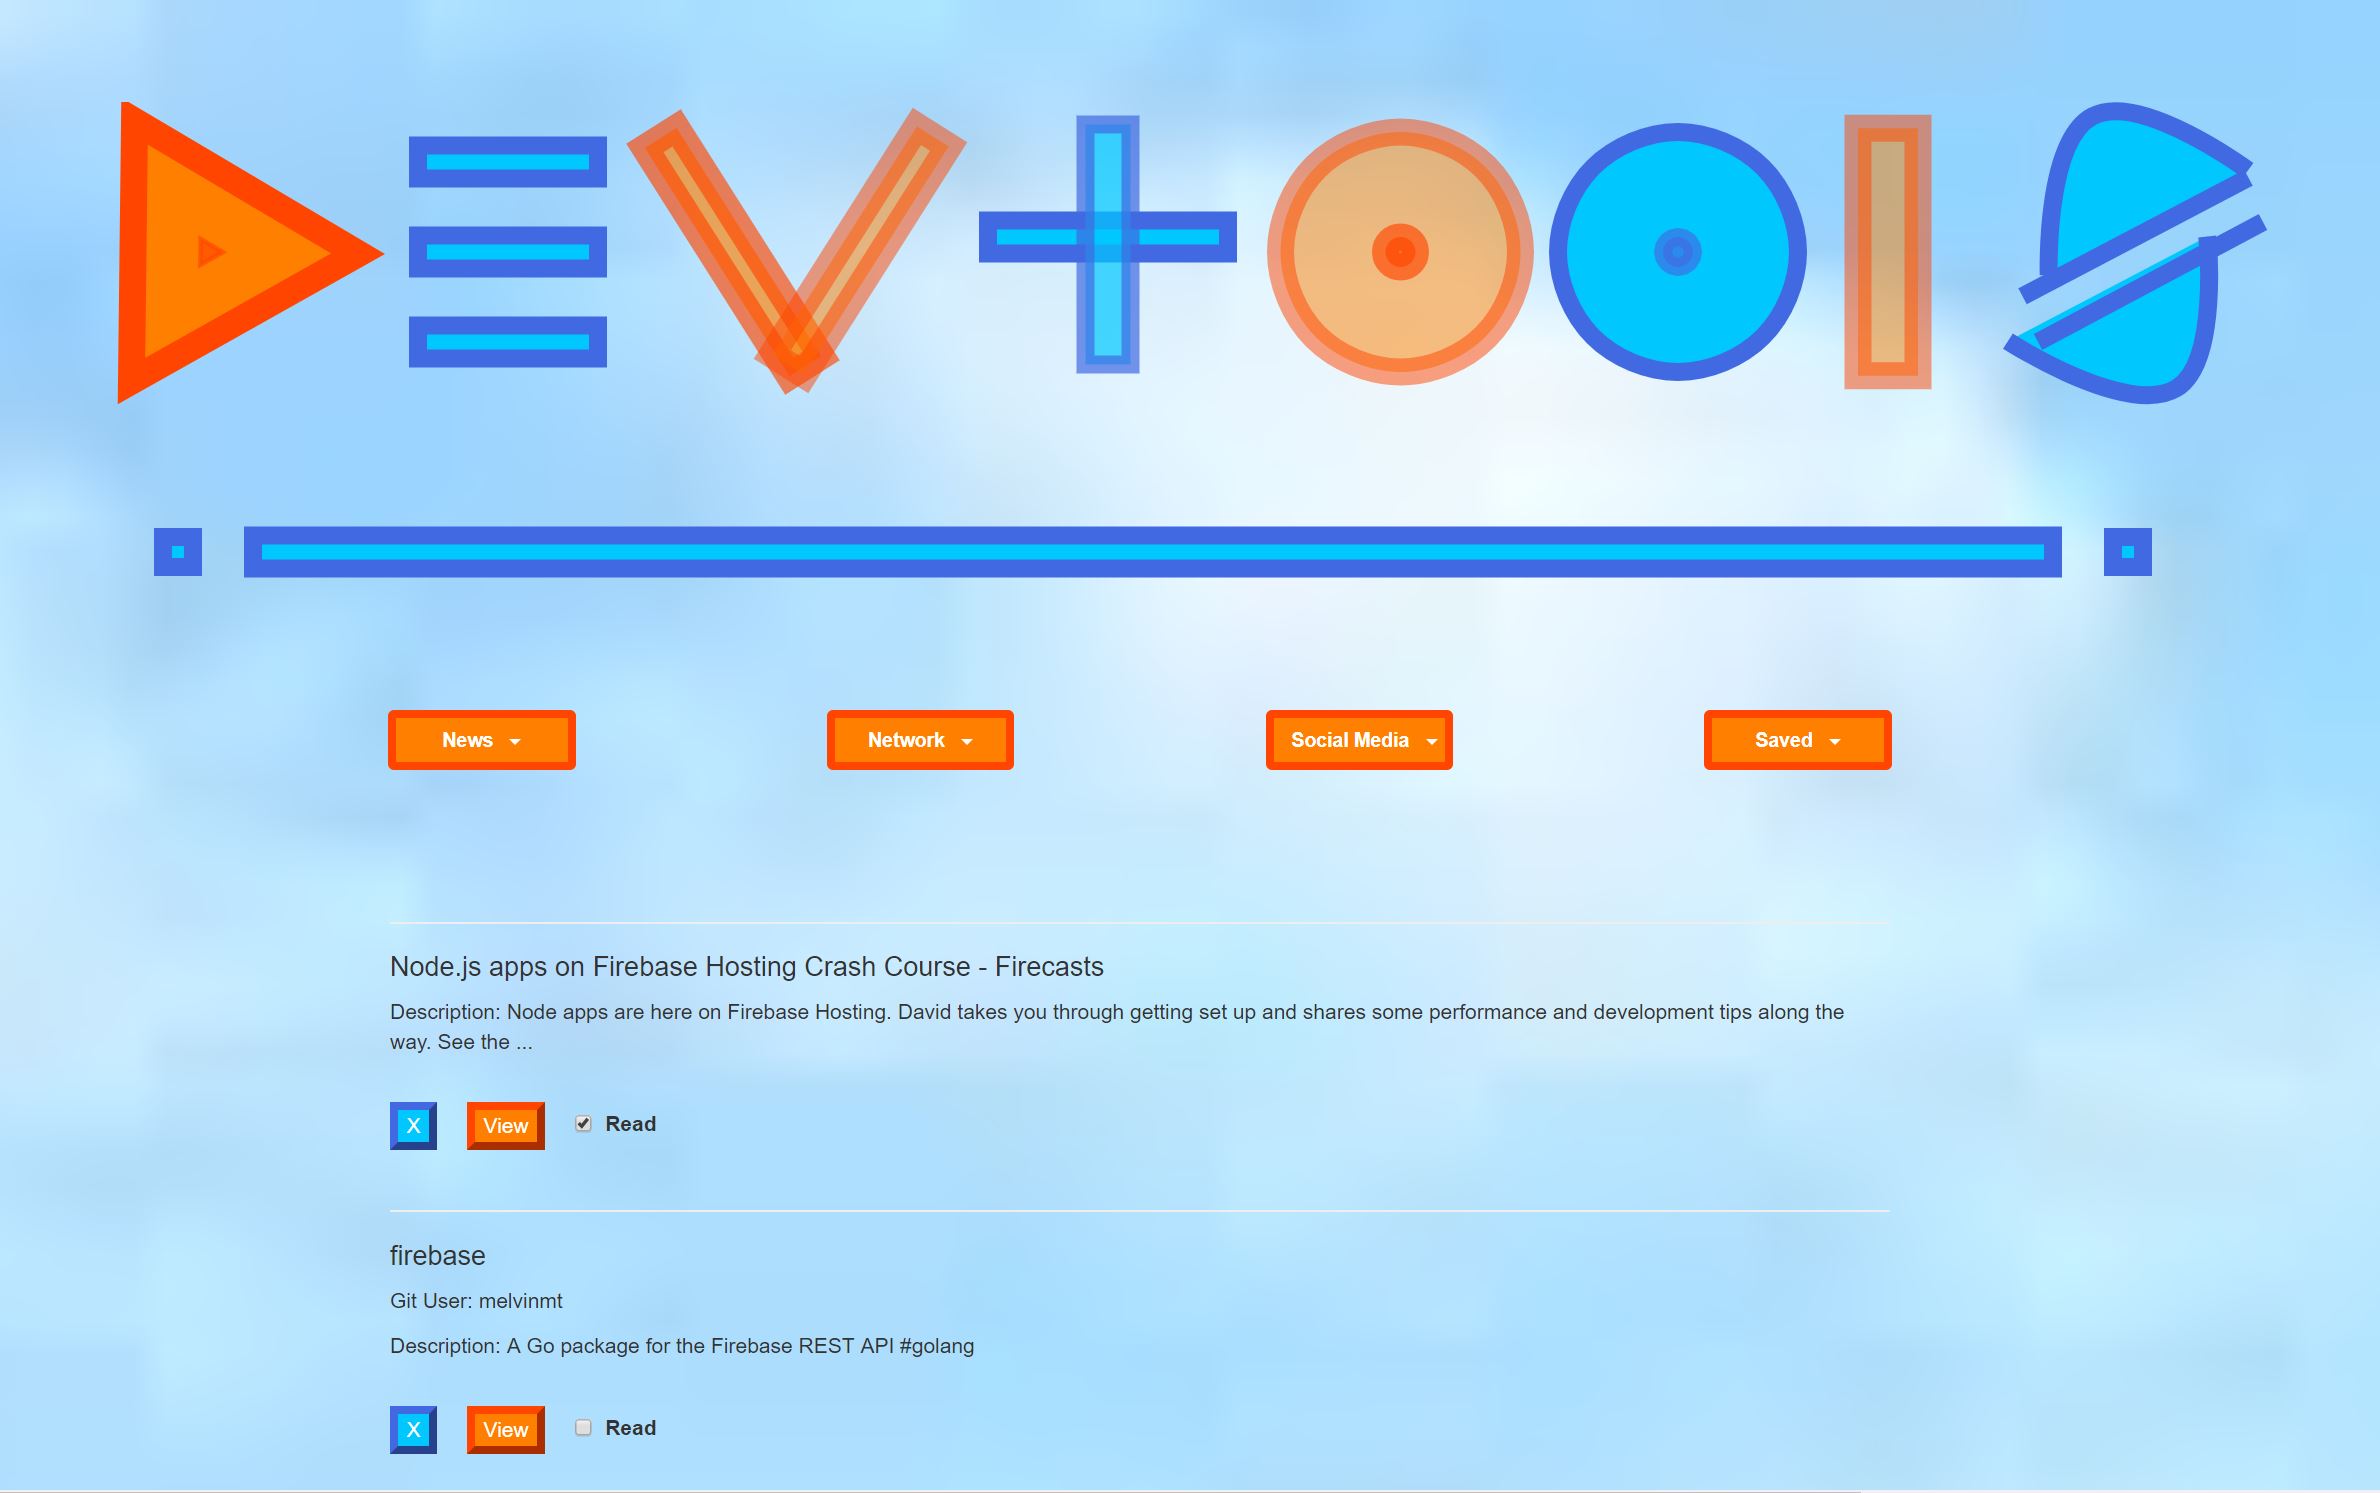 DEVtOOlS
News
Network
Social Media
Saved
Node.js apps on Firebase Hosting Crash Course - Firecasts
Description: Node apps are here on Firebase Hosting. David takes you through getting set up and shares some performance and development tips along the
way. See the ...
X View Read
firebase
Git User: melvinmt
Description: A Go package for the Firebase REST API #golang
X View Read